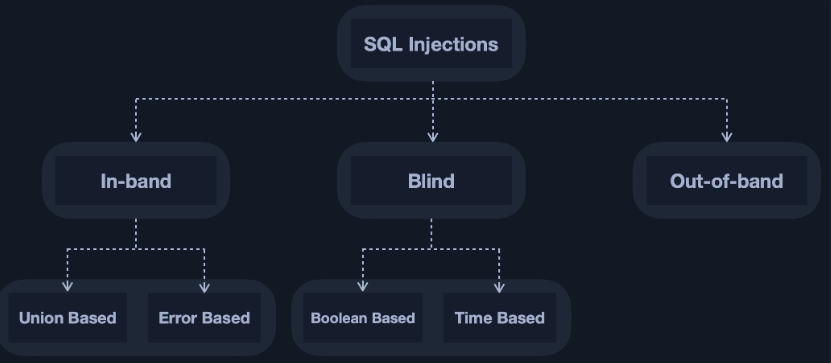 SQL Injections
In-band
Blind
Out-of-band
Union Based
Error Based
Boolean Based
Time Based